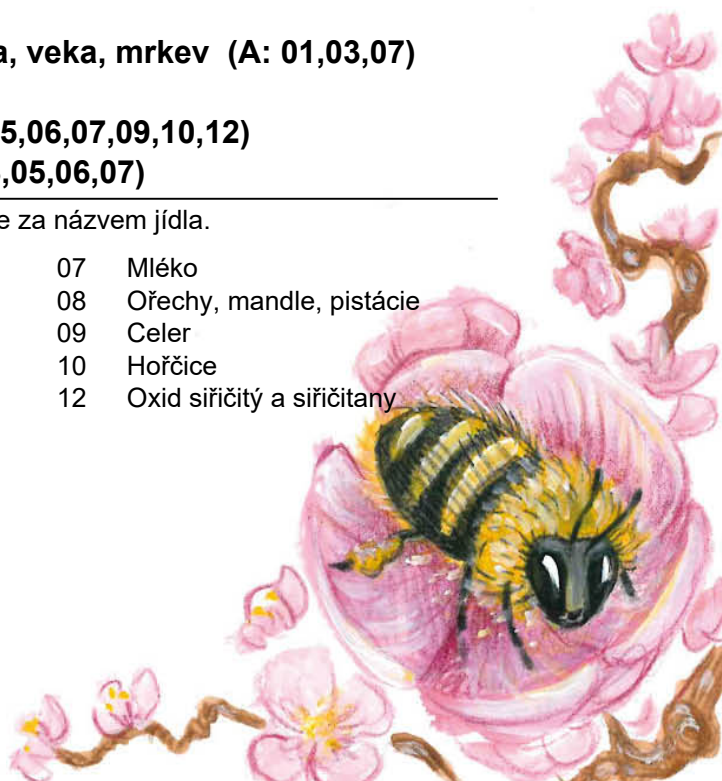 a, veka, mrkev (A: 01,03,07)
5,06,07,09,10,12)
,05,06,07)
e za názvem jídla.
07 Mléko
08 Ořechy, mandle, pistácie
09 Celer
10 Hořčice
12 Oxid siřičitý a siřičitany